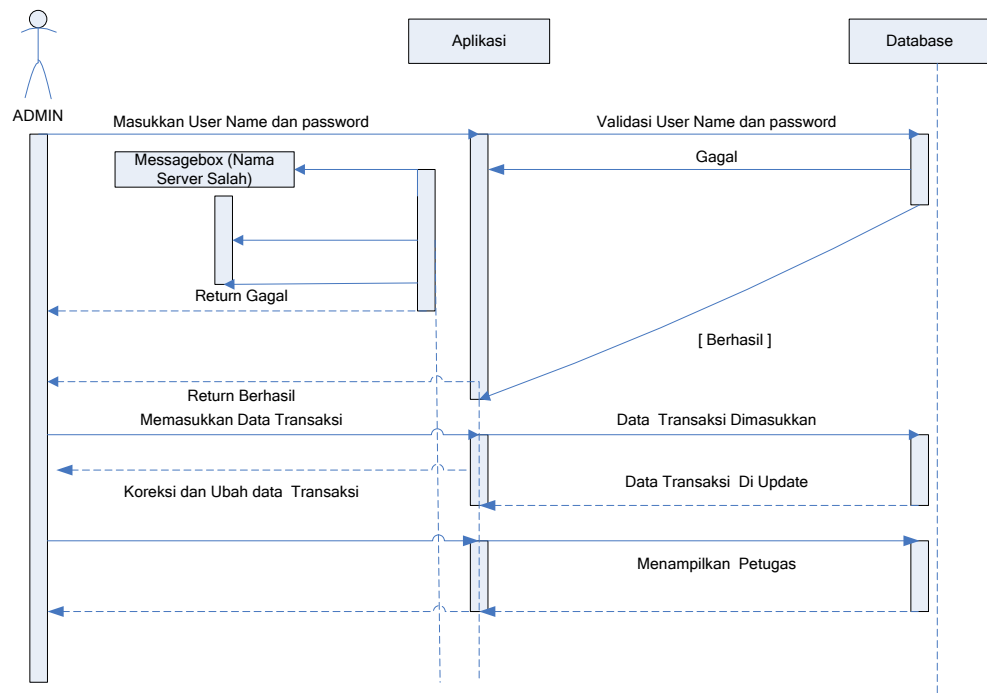 Aplikasi
Database
ADMIN
Masukkan User Name dan password
Validasi User Name dan password
Messagebox (Nama
Server Salah)
Gagal
Return Gagal
[ Berhasil ]
Return Berhasil
Memasukkan Data Transaksi
Data Transaksi Dimasukkan
Koreksi dan Ubah data Transaksi
Data Transaksi Di Update
Menampilkan Petugas